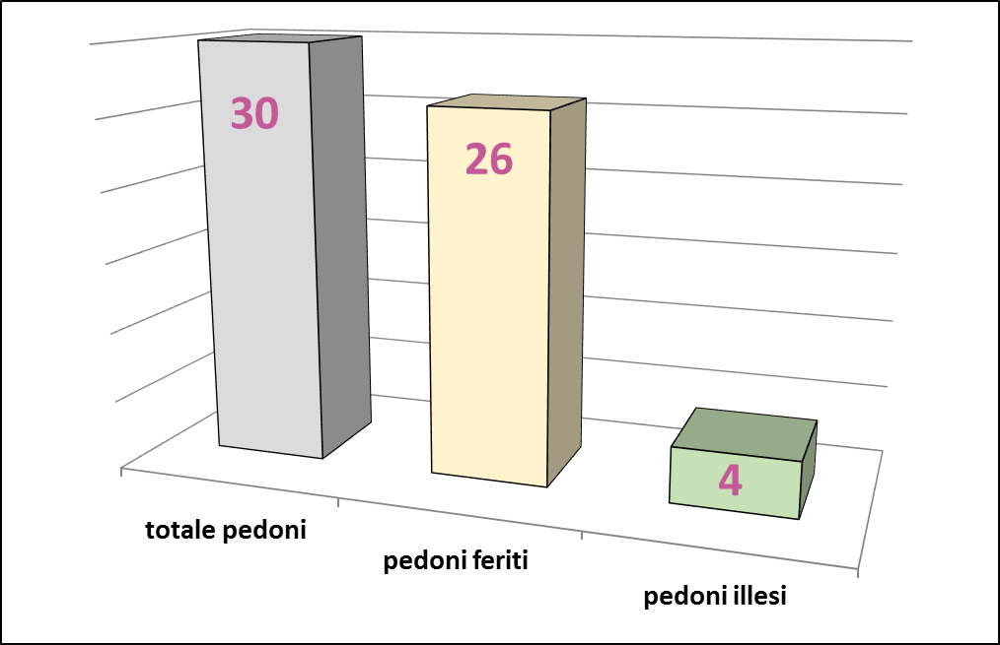 30
26
4
totale pedoni
pedoni feriti
pedoni illesi